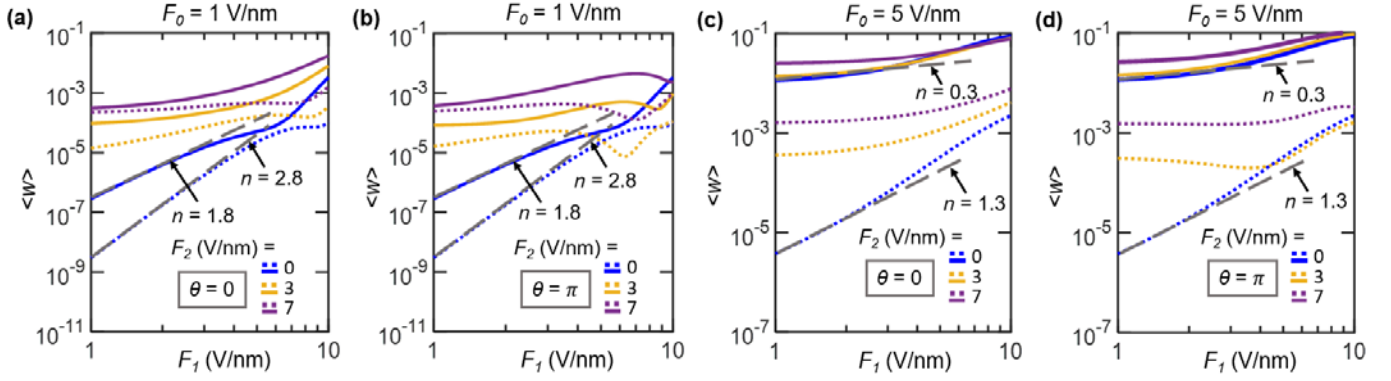 (a)
F₀ = 1 V/nm
<w>
10⁻¹
10⁻³
10⁻⁵
10⁻⁷
10⁻⁹
10⁻¹¹
n = 2.8
n = 1.8
F₂ (V/nm) =
0
3
7
θ = 0
1
10
F₁ (V/nm)
(b)
F₀ = 1 V/nm
<w>
10⁻¹
10⁻³
10⁻⁵
10⁻⁷
10⁻⁹
10⁻¹¹
n = 2.8
n = 1.8
F₂ (V/nm) =
0
3
7
θ = π
1
10
F₁ (V/nm)
(c)
F₀ = 5 V/nm
<w>
10⁻¹
10⁻³
10⁻⁵
10⁻⁷
n = 0.3
n = 1.3
F₂ (V/nm) =
0
3
7
θ = 0
1
10
F₁ (V/nm)
(d)
F₀ = 5 V/nm
<w>
10⁻¹
10⁻³
10⁻⁵
10⁻⁷
n = 0.3
n = 1.3
F₂ (V/nm) =
0
3
7
θ = π
1
10
F₁ (V/nm)